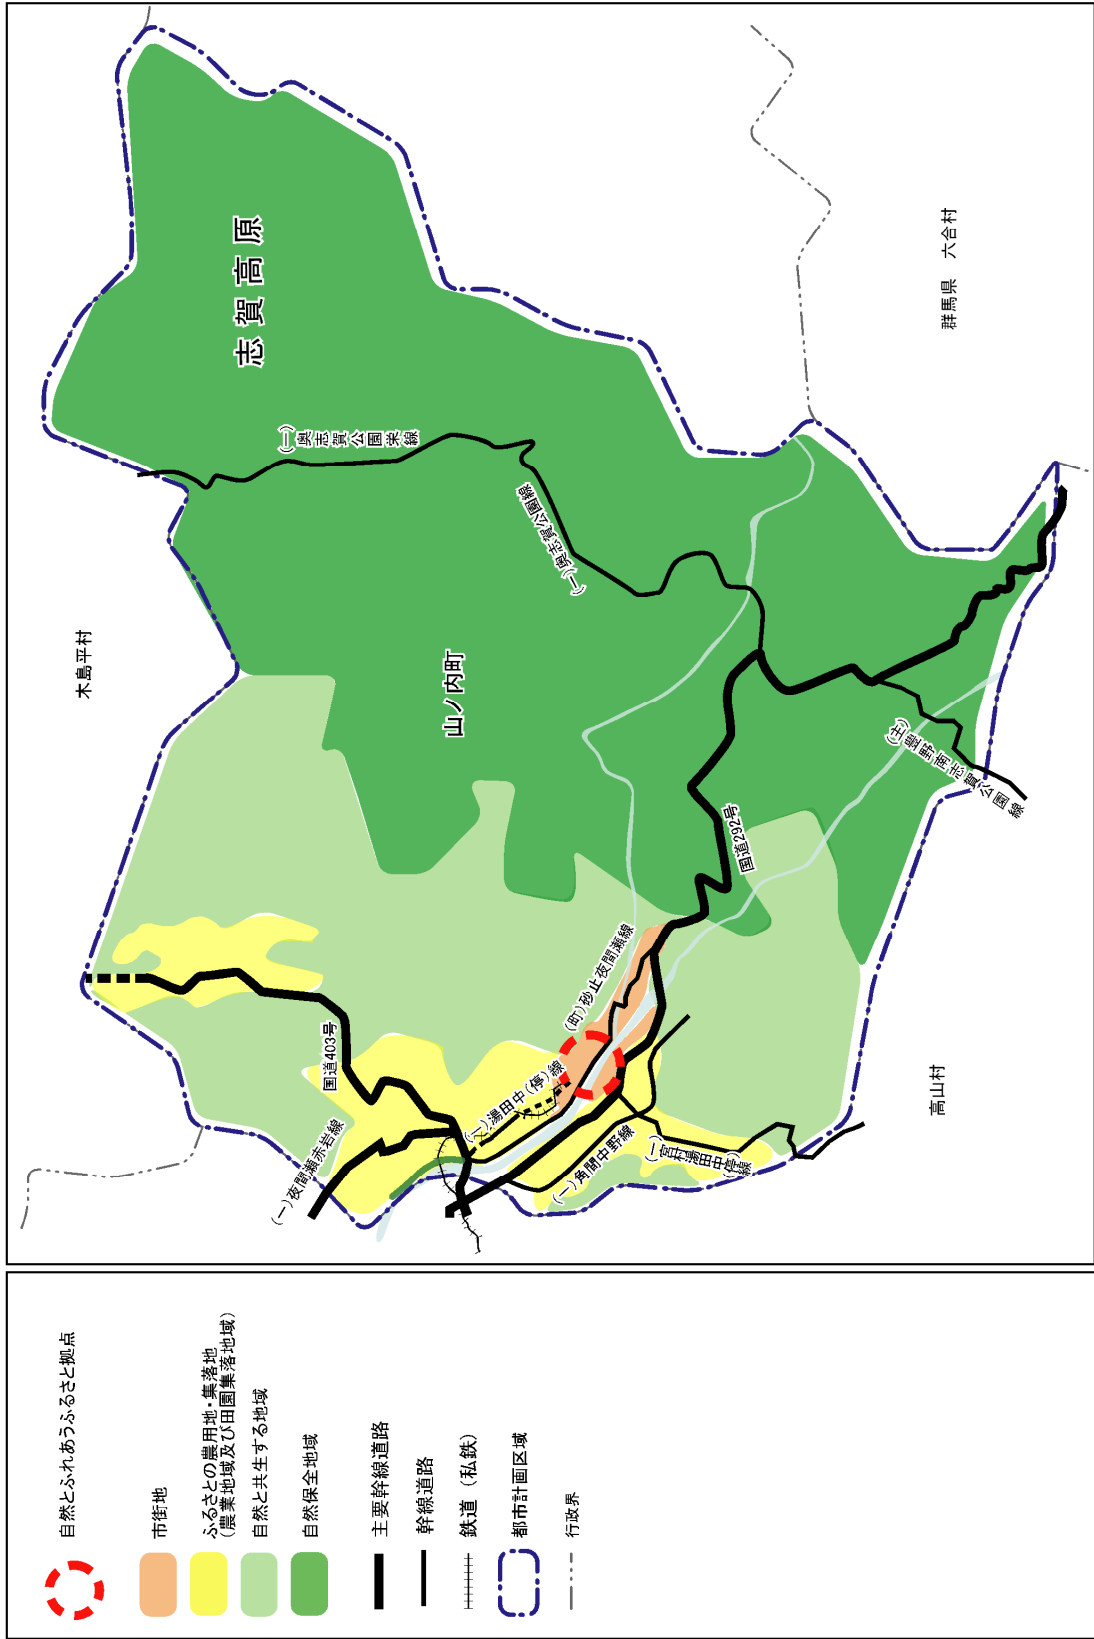 木島平村
志賀高原
(一)奥志賀公園栄線
(一)奥志賀公園線
群馬県　六合村
山ノ内町
国道292号
(主)豊野南志賀公園線
国道403号
(町)砂止夜間瀬線
(一)湯田中(停)線
(一)夜間瀬赤岩線
(一)角間中野線
(一)宮村湯田中(停)線
高山村
自然とふれあうふるさと拠点
市街地
ふるさとの農用地・集落地
(農業地域及び田園集落地域)
自然と共生する地域
自然保全地域
主要幹線道路
幹線道路
鉄道（私鉄）
都市計画区域
行政界